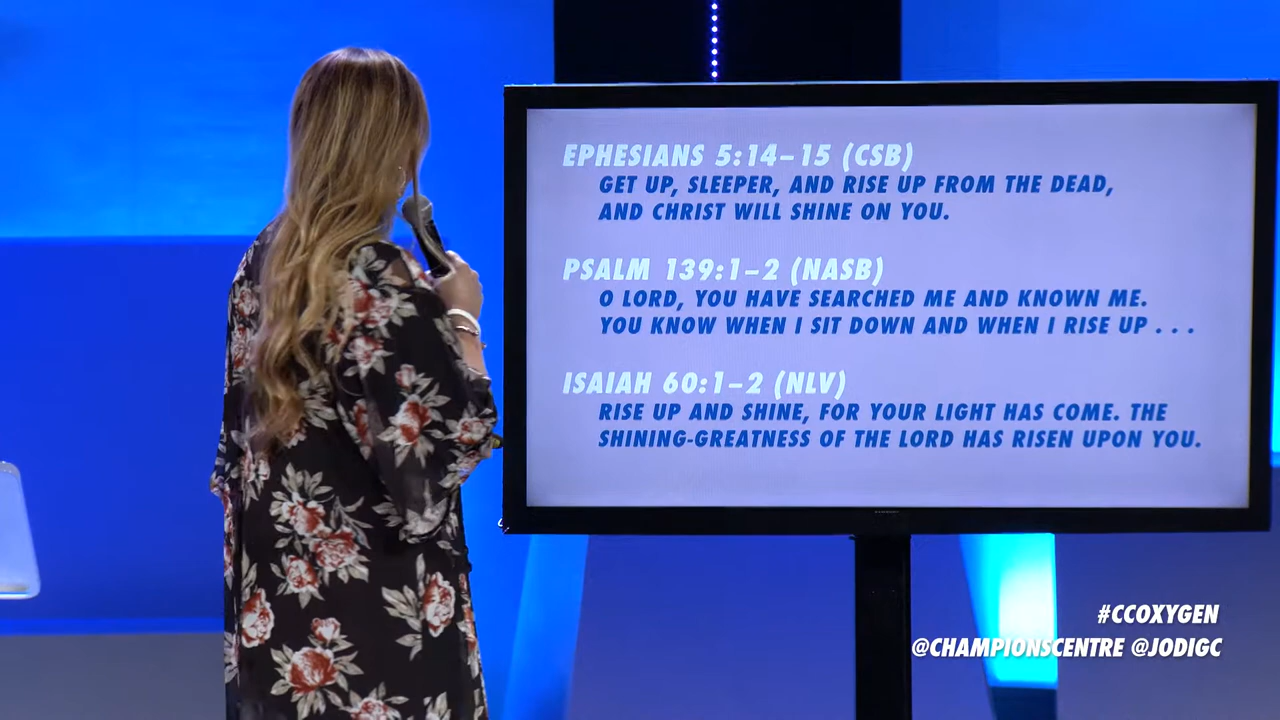 EPHESIANS 5:14–15 (CSB)
GET UP, SLEEPER, AND RISE UP FROM THE DEAD,
AND CHRIST WILL SHINE ON YOU.
PSALM 139:1–2 (NASB)
O LORD, YOU HAVE SEARCHED ME AND KNOWN ME.
YOU KNOW WHEN I SIT DOWN AND WHEN I RISE UP . . .
ISAIAH 60:1–2 (NLV)
RISE UP AND SHINE, FOR YOUR LIGHT HAS COME. THE
SHINING-GREATNESS OF THE LORD HAS RISEN UPON YOU.
#CCOXYGEN
@CHAMPIONSCENTRE @JODIGC